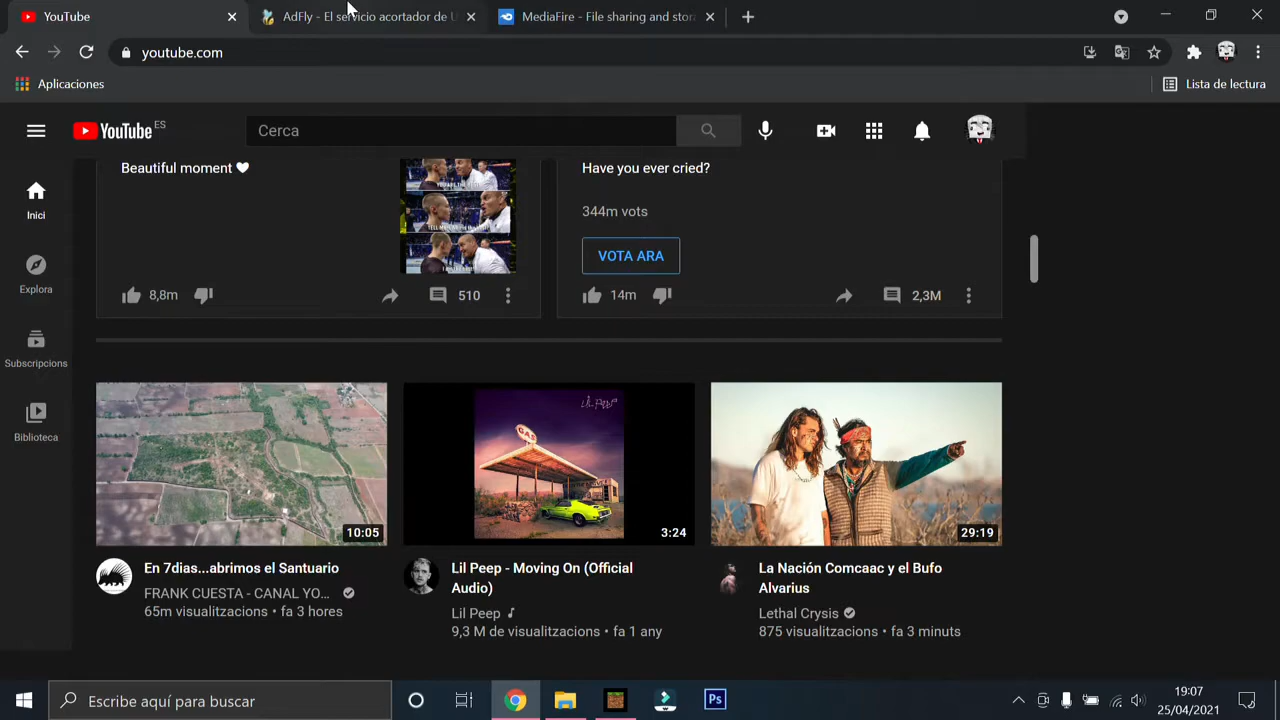 YouTube
AdFly - El servicio acortador de U
MediaFire - File sharing and stor
youtube.com
Aplicaciones
Lista de lectura
YouTube ES
Cerca
Beautiful moment
Have you ever cried?
344m vots
VOTA ARA
8,8m
510
14m
2,3M
Inici
Explora
Subscripcions
Biblioteca
10:05
GAS
3:24
29:19
En 7dias...abrimos el Santuario
FRANK CUESTA - CANAL YO...
65m visualitzacions • fa 3 hores
Lil Peep - Moving On (Official
Audio)
Lil Peep
9,3 M de visualitzacions • fa 1 any
La Nación Comcaac y el Bufo
Alvarius
Lethal Crysis
875 visualitzacions • fa 3 minuts
Escribe aquí para buscar
Ps
19:07
25/04/2021